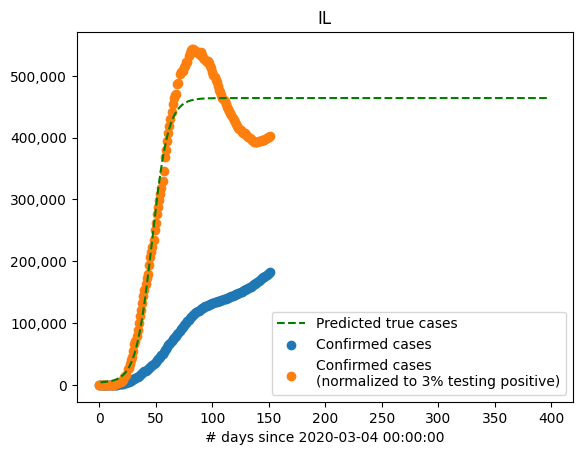 IL
500,000
400,000
300,000
200,000
100,000
0
Predicted true cases
Confirmed cases
Confirmed cases
(normalized to 3% testing positive)
0 50 100 150 200 250 300 350 400
# days since 2020-03-04 00:00:00